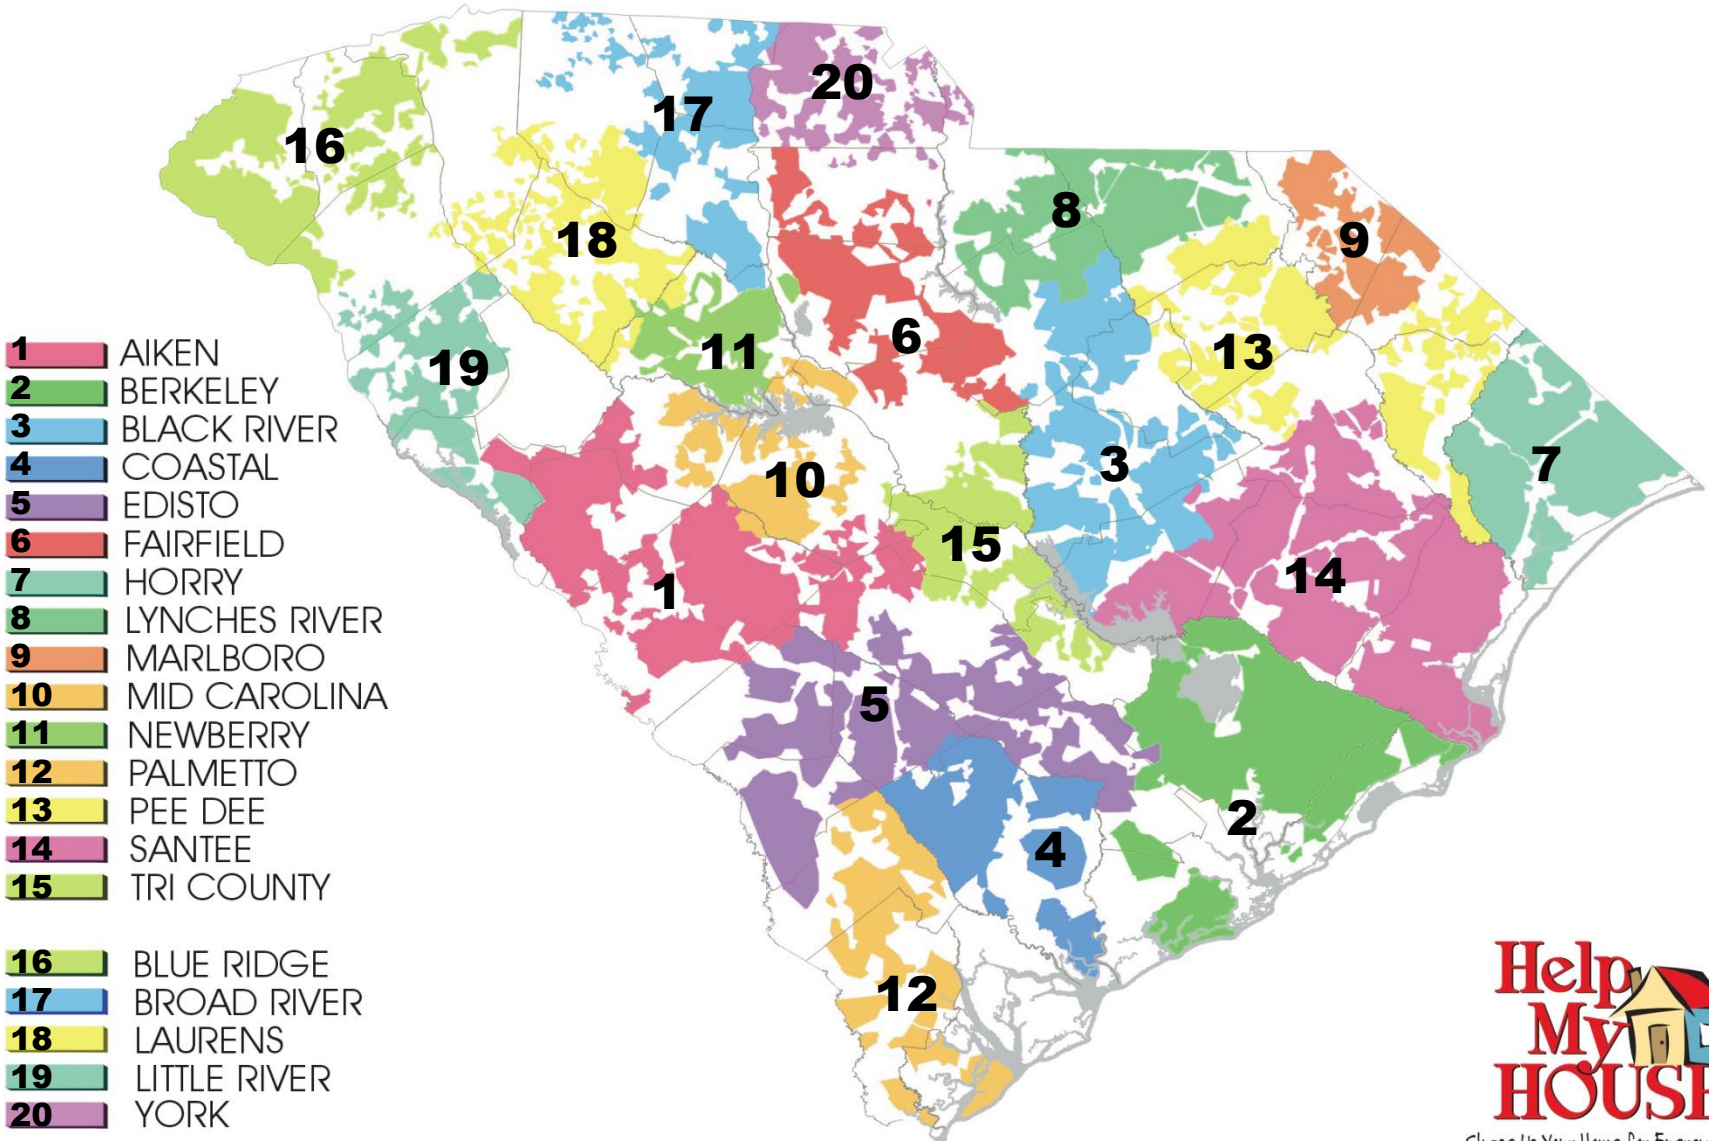 1 AIKEN
2 BERKELEY
3 BLACK RIVER
4 COASTAL
5 EDISTO
6 FAIRFIELD
7 HORRY
8 LYNCHES RIVER
9 MARLBORO
10 MID CAROLINA
11 NEWBERRY
12 PALMETTO
13 PEE DEE
14 SANTEE
15 TRI COUNTY
16 BLUE RIDGE
17 BROAD RIVER
18 LAURENS
19 LITTLE RIVER
20 YORK
20
17
16
8
18
9
6
11
13
19
3
7
10
15
14
1
5
2
4
12
Help
My
HOUSE